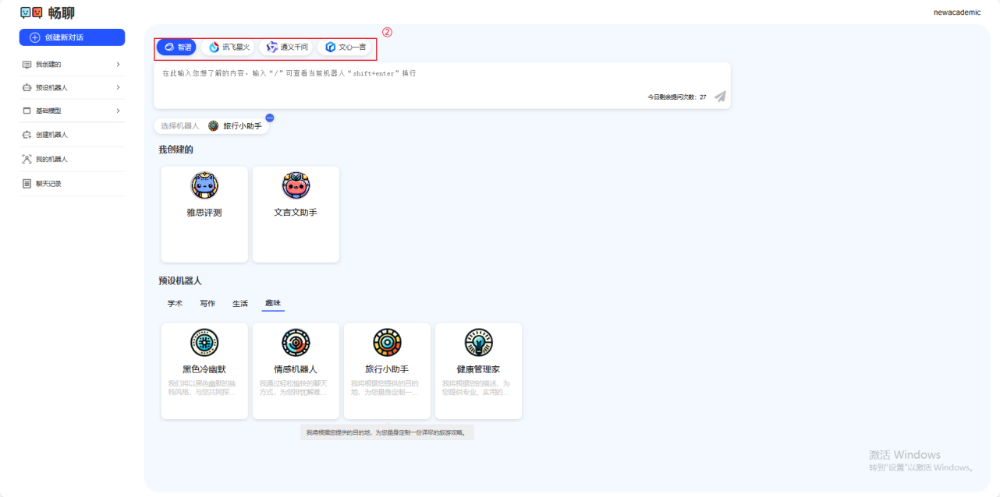 畅聊
newacademic
创建新对话
②
智谱
讯飞星火
通义千问
文心一言
我创建的
预设机器人
基础模型
创建机器人
我的机器人
聊天记录
在此输入您想了解的内容，输入“/”可查看当前机器人“shift+enter”换行
今日剩余提问次数：27
选择机器人
旅行小助手
我创建的
雅思评测
文言文助手
预设机器人
学术
写作
生活
趣味
黑色冷幽默
我们将以黑色幽默的独
特风格，与您共同探...
情感机器人
我通过轻松愉快的聊天
方式，为您排忧解难...
旅行小助手
我将根据您提供的目的
地，为您量身定制一...
健康管理家
我将根据您的描述，为
您提供专业、实用的...
我将根据您提供的目的地，为您量身定制一份详尽的旅游攻略。
激活 Windows
转到“设置”以激活 Windows。